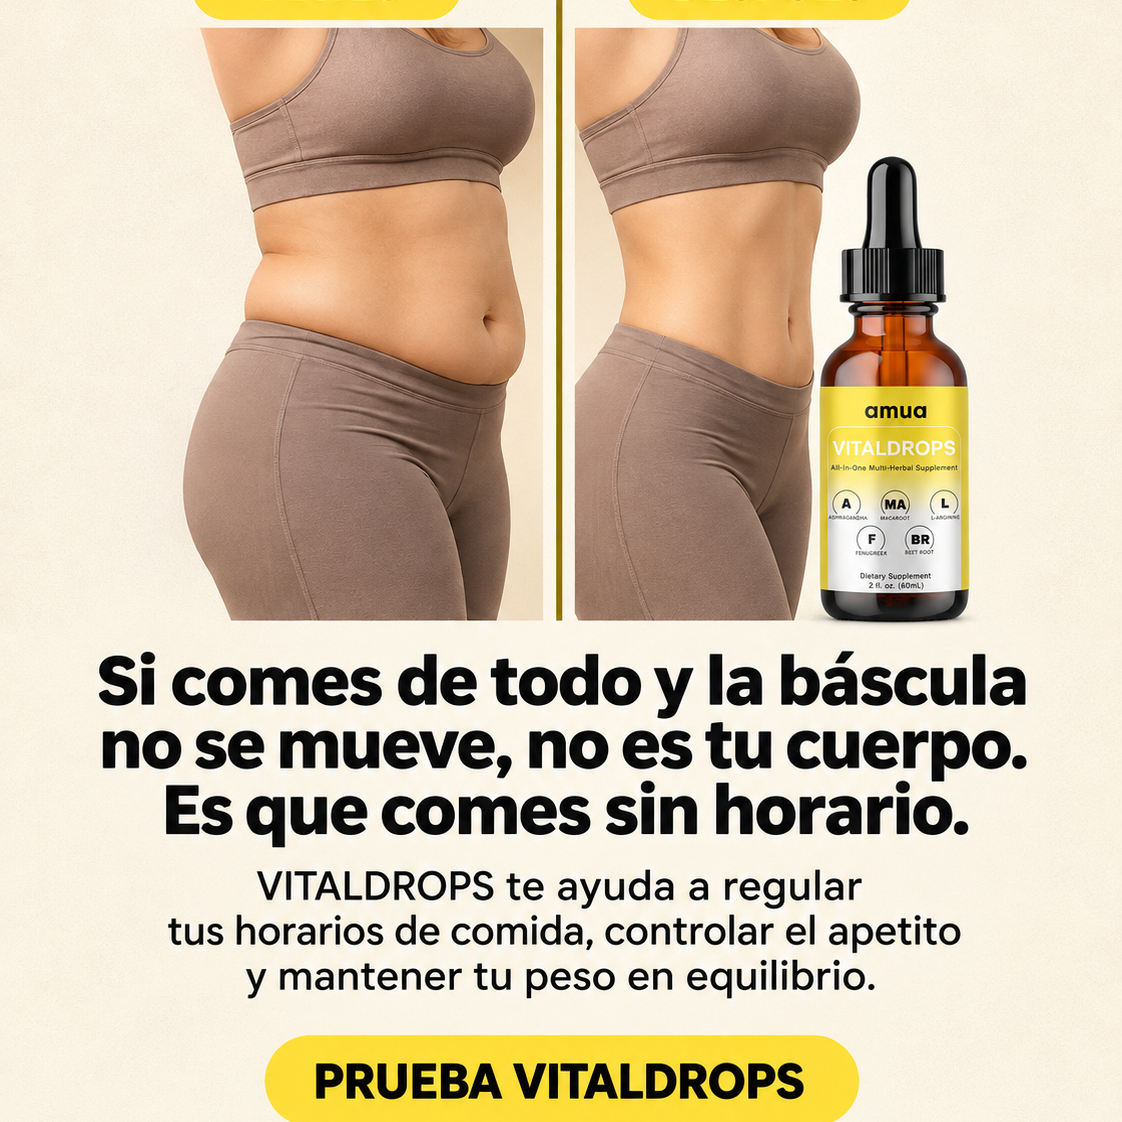 amua
VITALDROPS
All-In-One Multi-Herbal Supplement
A
MA
L
ASHWAGANDHA
MACAROOT
L-ARGININE
F
BR
FENUGREEK
BEET ROOT
Dietary Supplement
2 fl. oz. (60mL)
Si comes de todo y la báscula
no se mueve, no es tu cuerpo.
Es que comes sin horario.
VITALDROPS te ayuda a regular
tus horarios de comida, controlar el apetito
y mantener tu peso en equilibrio.
PRUEBA VITALDROPS